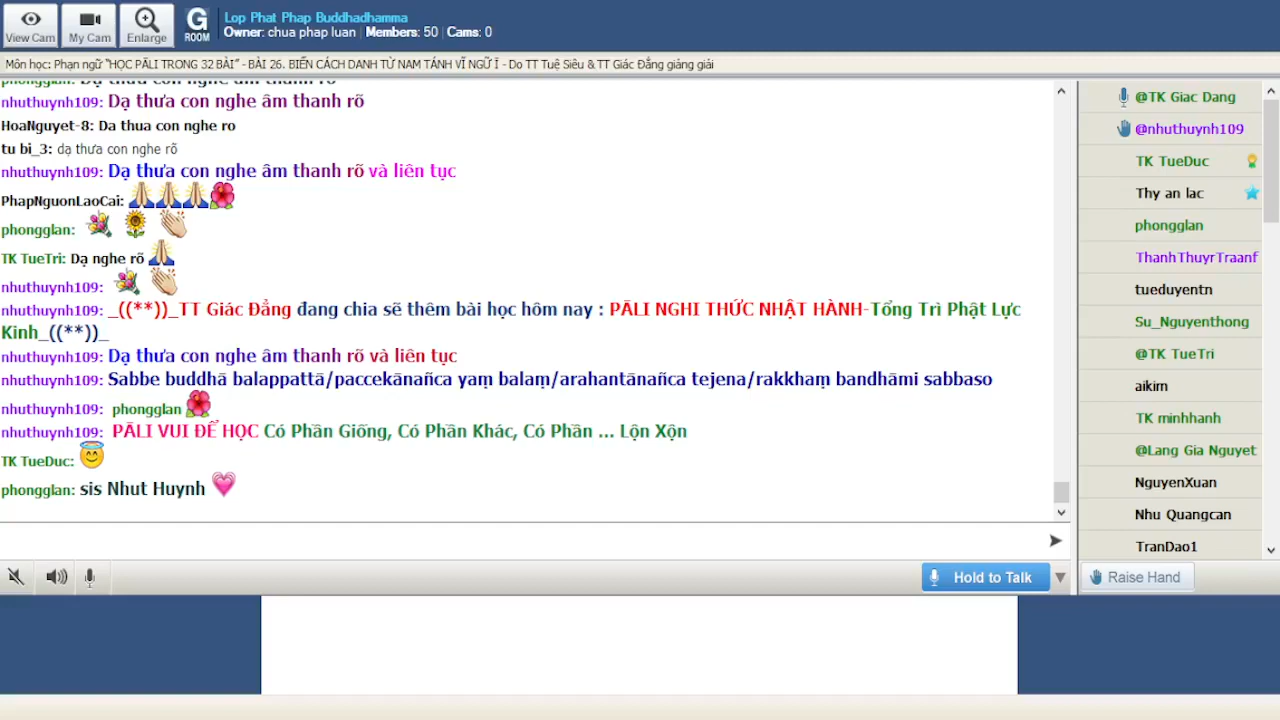 View Cam
My Cam
Enlarge
G
ROOM
Lop Phat Phap Buddhadhamma
Owner: chua phap luan | Members: 50 | Cams: 0
Môn học: Phạn ngữ "HỌC PĀLI TRONG 32 BÀI" - BÀI 26. BIẾN CÁCH DANH TỪ NAM TÁNH VĨ NGỮ Ī - Do TT Tuệ Siêu & TT Giác Đẳng giảng giải
phongglan: Dạ thưa con nghe âm thanh rõ
nhuthuynh109: Dạ thưa con nghe âm thanh rõ
HoaNguyet-8: Da thua con nghe ro
tu bi_3: dạ thưa con nghe rõ
nhuthuynh109: Dạ thưa con nghe âm thanh rõ và liên tục
PhapNguonLaoCai:
phongglan:
TK TueTri: Dạ nghe rõ
nhuthuynh109:
nhuthuynh109: _((**))_TT Giác Đẳng đang chia sẽ thêm bài học hôm nay : PĀLI NGHI THỨC NHẬT HÀNH-Tổng Trì Phật Lực
Kinh_((**))_
nhuthuynh109: Dạ thưa con nghe âm thanh rõ và liên tục
nhuthuynh109: Sabbe buddhā balappattā/paccekānañca yaṃ balaṃ/arahantānañca tejena/rakkhaṃ bandhāmi sabbaso
nhuthuynh109: phongglan
nhuthuynh109: PĀLI VUI ĐỂ HỌC Có Phần Giống, Có Phần Khác, Có Phần ... Lộn Xộn
TK TueDuc:
phongglan: sis Nhut Huynh
Hold to Talk
@TK Giac Dang
@nhuthuynh109
TK TueDuc
Thy an lac
phongglan
ThanhThuyrTraanf
tueduyentn
Su_Nguyenthong
@TK TueTri
aikim
TK minhhanh
@Lang Gia Nguyet
NguyenXuan
Nhu Quangcan
TranDao1
Raise Hand